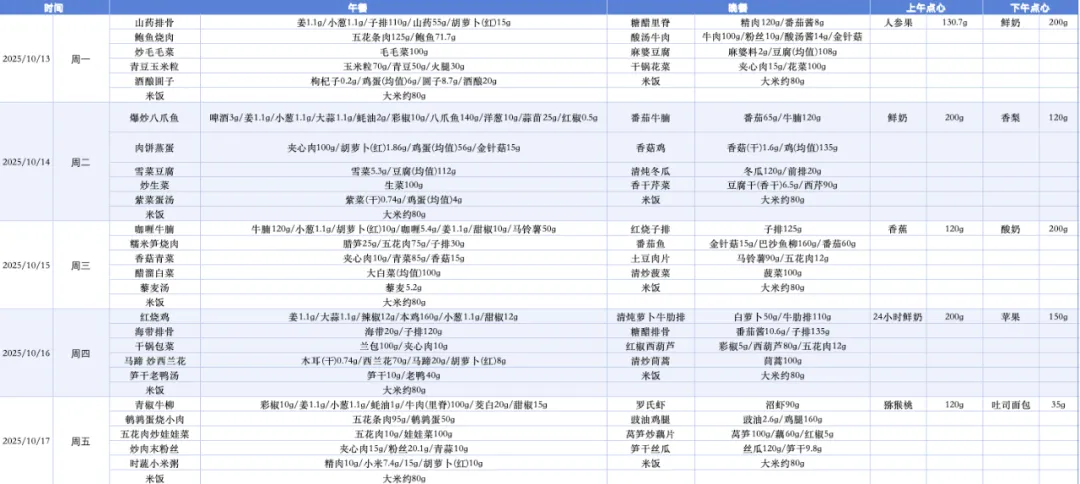 时间 午餐 晚餐 上午点心 下午点心
2025/10/13 周一
山药排骨 姜1.1g/小葱1.1g/子排110g/山药55g/胡萝卜(红)15g 糖醋里脊 精肉120g/番茄酱8g 人参果 130.7g 鲜奶 200g
鲍鱼烧肉 五花条肉125g/鲍鱼71.7g 酸汤牛肉 牛肉100g/粉丝10g/酸汤酱14g/金针菇
炒毛毛菜 毛毛菜100g 麻婆豆腐 麻婆料2g/豆腐(均值)108g
青豆玉米粒 玉米粒70g/青豆50g/火腿30g 干锅花菜 夹心肉15g/花菜100g
酒酿圆子 枸杞子0.2g/鸡蛋(均值)6g/圆子8.7g/酒酿20g 米饭 大米约80g
米饭 大米约80g
2025/10/14 周二
爆炒八爪鱼 啤酒3g/姜1.1g/小葱1.1g/大蒜1.1g/蚝油2g/彩椒10g/八爪鱼140g/洋葱10g/蒜苗25g/红椒0.5g 番茄牛腩 番茄65g/牛腩120g 鲜奶 200g 香梨 120g
肉饼蒸蛋 夹心肉100g/胡萝卜(红)1.86g/鸡蛋(均值)56g/金针菇15g 香菇鸡 香菇(干)1.6g/鸡(均值)135g
雪菜豆腐 雪菜5.3g/豆腐(均值)112g 清炖冬瓜 冬瓜120g/前排20g
炒生菜 生菜100g 香干芹菜 豆腐干(香干)6.5g/西芹90g
紫菜蛋汤 紫菜(干)0.74g/鸡蛋(均值)4g 米饭 大米约80g
米饭 大米约80g
2025/10/15 周三
咖喱牛腩 牛腩120g/小葱1.1g/胡萝卜(红)10g/咖喱5.4g/姜1.1g/甜椒10g/马铃薯50g 红烧子排 子排125g 香蕉 120g 酸奶 200g
糯米笋烧肉 腊笋25g/五花肉75g/子排30g 番茄鱼 金针菇15g/巴沙鱼柳160g/番茄60g
香菇青菜 夹心肉10g/青菜85g/香菇15g 土豆肉片 马铃薯90g/五花肉12g
醋溜白菜 大白菜(均值)100g 清炒菠菜 菠菜100g
藜麦汤 藜麦5.2g 米饭 大米约80g
米饭 大米约80g
2025/10/16 周四
红烧鸡 姜1.1g/大蒜1.1g/辣椒12g/本鸡160g/小葱1.1g/甜椒12g 清炖萝卜牛肋排 白萝卜50g/牛肋排110g 24小时鲜奶 200g 苹果 150g
海带排骨 海带20g/子排120g 糖醋排骨 番茄酱10.6g/子排135g
干锅包菜 兰包100g/夹心肉10g 红椒西葫芦 彩椒5g/西葫芦80g/五花肉12g
马蹄 炒西兰花 木耳(干)0.74g/西兰花70g/马蹄20g/胡萝卜(红)8g 清炒茼蒿 茼蒿100g
笋干老鸭汤 笋干10g/老鸭40g 米饭 大米约80g
米饭 大米约80g
2025/10/17 周五
青椒牛柳 彩椒10g/姜1.1g/小葱1.1g/蚝油1g/牛肉(里脊)100g/茭白20g/甜椒15g 罗氏虾 沼虾90g 猕猴桃 120g 吐司面包 35g
鹌鹑蛋烧小肉 五花条肉95g/鹌鹑蛋50g 豉油鸡腿 豉油2.6g/鸡腿160g
五花肉炒娃娃菜 五花肉10g/娃娃菜100g 莴笋炒藕片 莴笋100g/藕60g/红椒5g
炒肉末粉丝 夹心肉15g/粉丝20.1g/青蒜10g 笋干丝瓜 丝瓜120g/笋干9.8g
时蔬小米粥 精肉10g/小米7.4g/15g/胡萝卜(红)10g 米饭 大米约80g
米饭 大米约80g